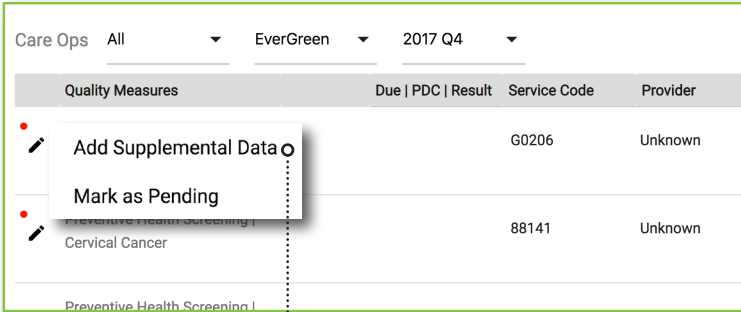 Care Ops All EverGreen 2017 Q4
Quality Measures Due | PDC | Result Service Code Provider
Add Supplemental Data G0206 Unknown
Mark as Pending
Preventive Health Screening |
Cervical Cancer 88141 Unknown
Preventive Health Screening |